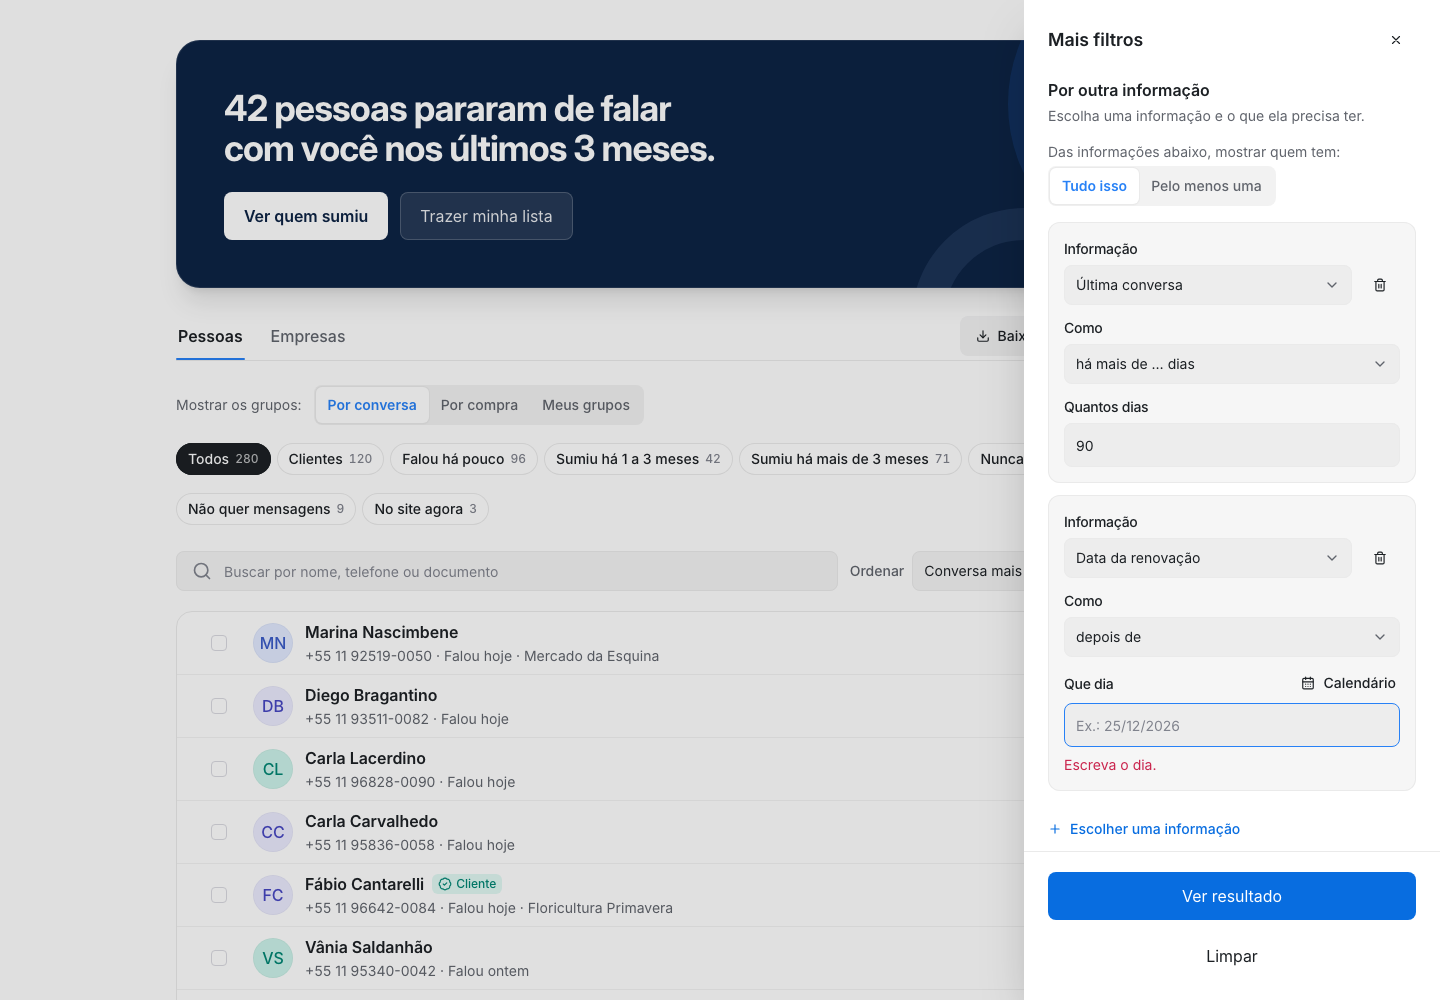 42 pessoas pararam de falar
com você nos últimos 3 meses.
Ver quem sumiu
Trazer minha lista
Pessoas
Empresas
Mostrar os grupos:
Por conversa
Por compra
Meus grupos
Todos 280
Clientes 120
Falou há pouco 96
Sumiu há 1 a 3 meses 42
Sumiu há mais de 3 meses 71
Nunca
Não quer mensagens 9
No site agora 3
Buscar por nome, telefone ou documento
Ordenar
Conversa mais
Marina Nascimbene
+55 11 92519-0050 · Falou hoje · Mercado da Esquina
Diego Bragantino
+55 11 93511-0082 · Falou hoje
Carla Lacerdino
+55 11 96828-0090 · Falou hoje
Carla Carvalhedo
+55 11 95836-0058 · Falou hoje
Fábio Cantarelli
Cliente
+55 11 96642-0084 · Falou hoje · Floricultura Primavera
Vânia Saldanhão
+55 11 95340-0042 · Falou ontem
MN
DB
CL
CC
FC
VS
Mais filtros
Por outra informação
Escolha uma informação e o que ela precisa ter.
Das informações abaixo, mostrar quem tem:
Tudo isso
Pelo menos uma
Informação
Última conversa
Como
há mais de ... dias
Quantos dias
90
Informação
Data da renovação
Como
depois de
Que dia
Calendário
Ex.: 25/12/2026
Escreva o dia.
Escolher uma informação
Ver resultado
Limpar